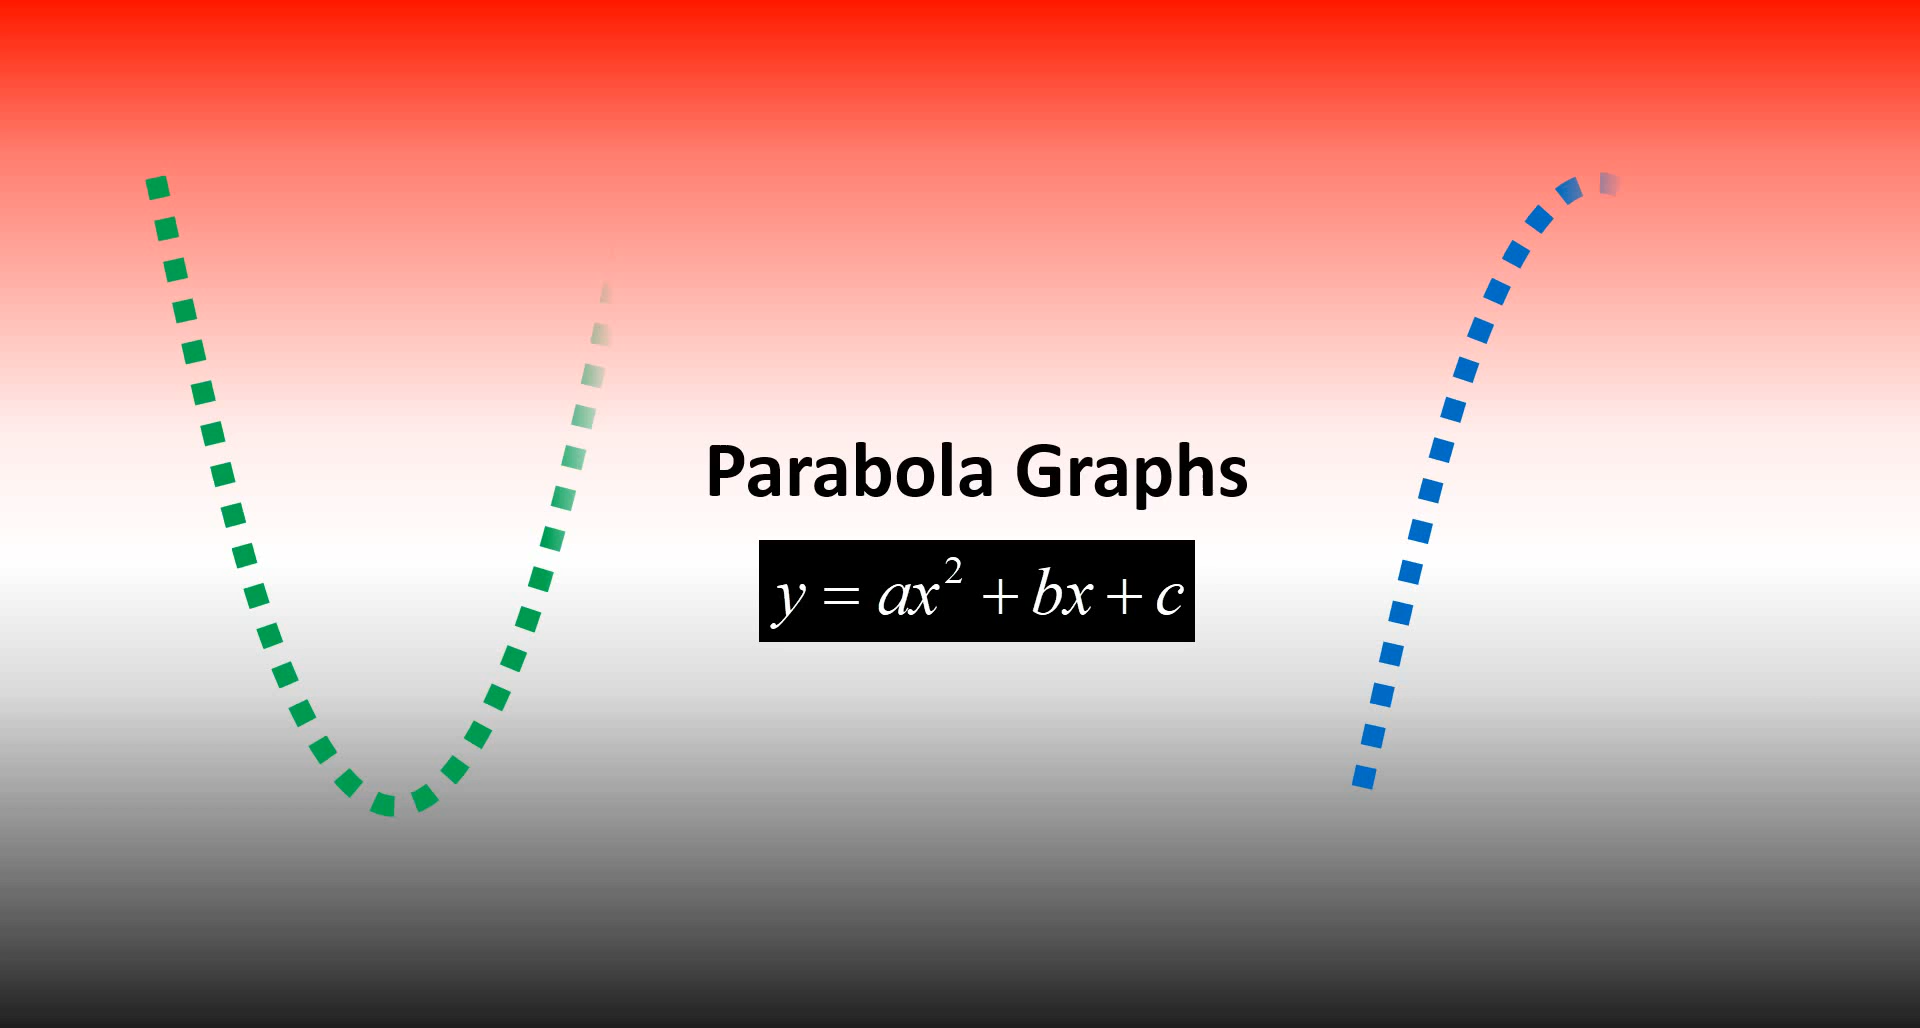 Parabola Graphs
y = ax² + bx + c